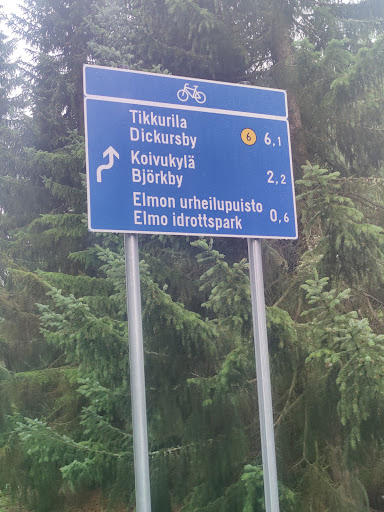 Tikkurila
Dickursby 6 6,1
Koivukylä
Björkby 2,2
Elmon urheilupuisto
Elmo idrottspark 0,6